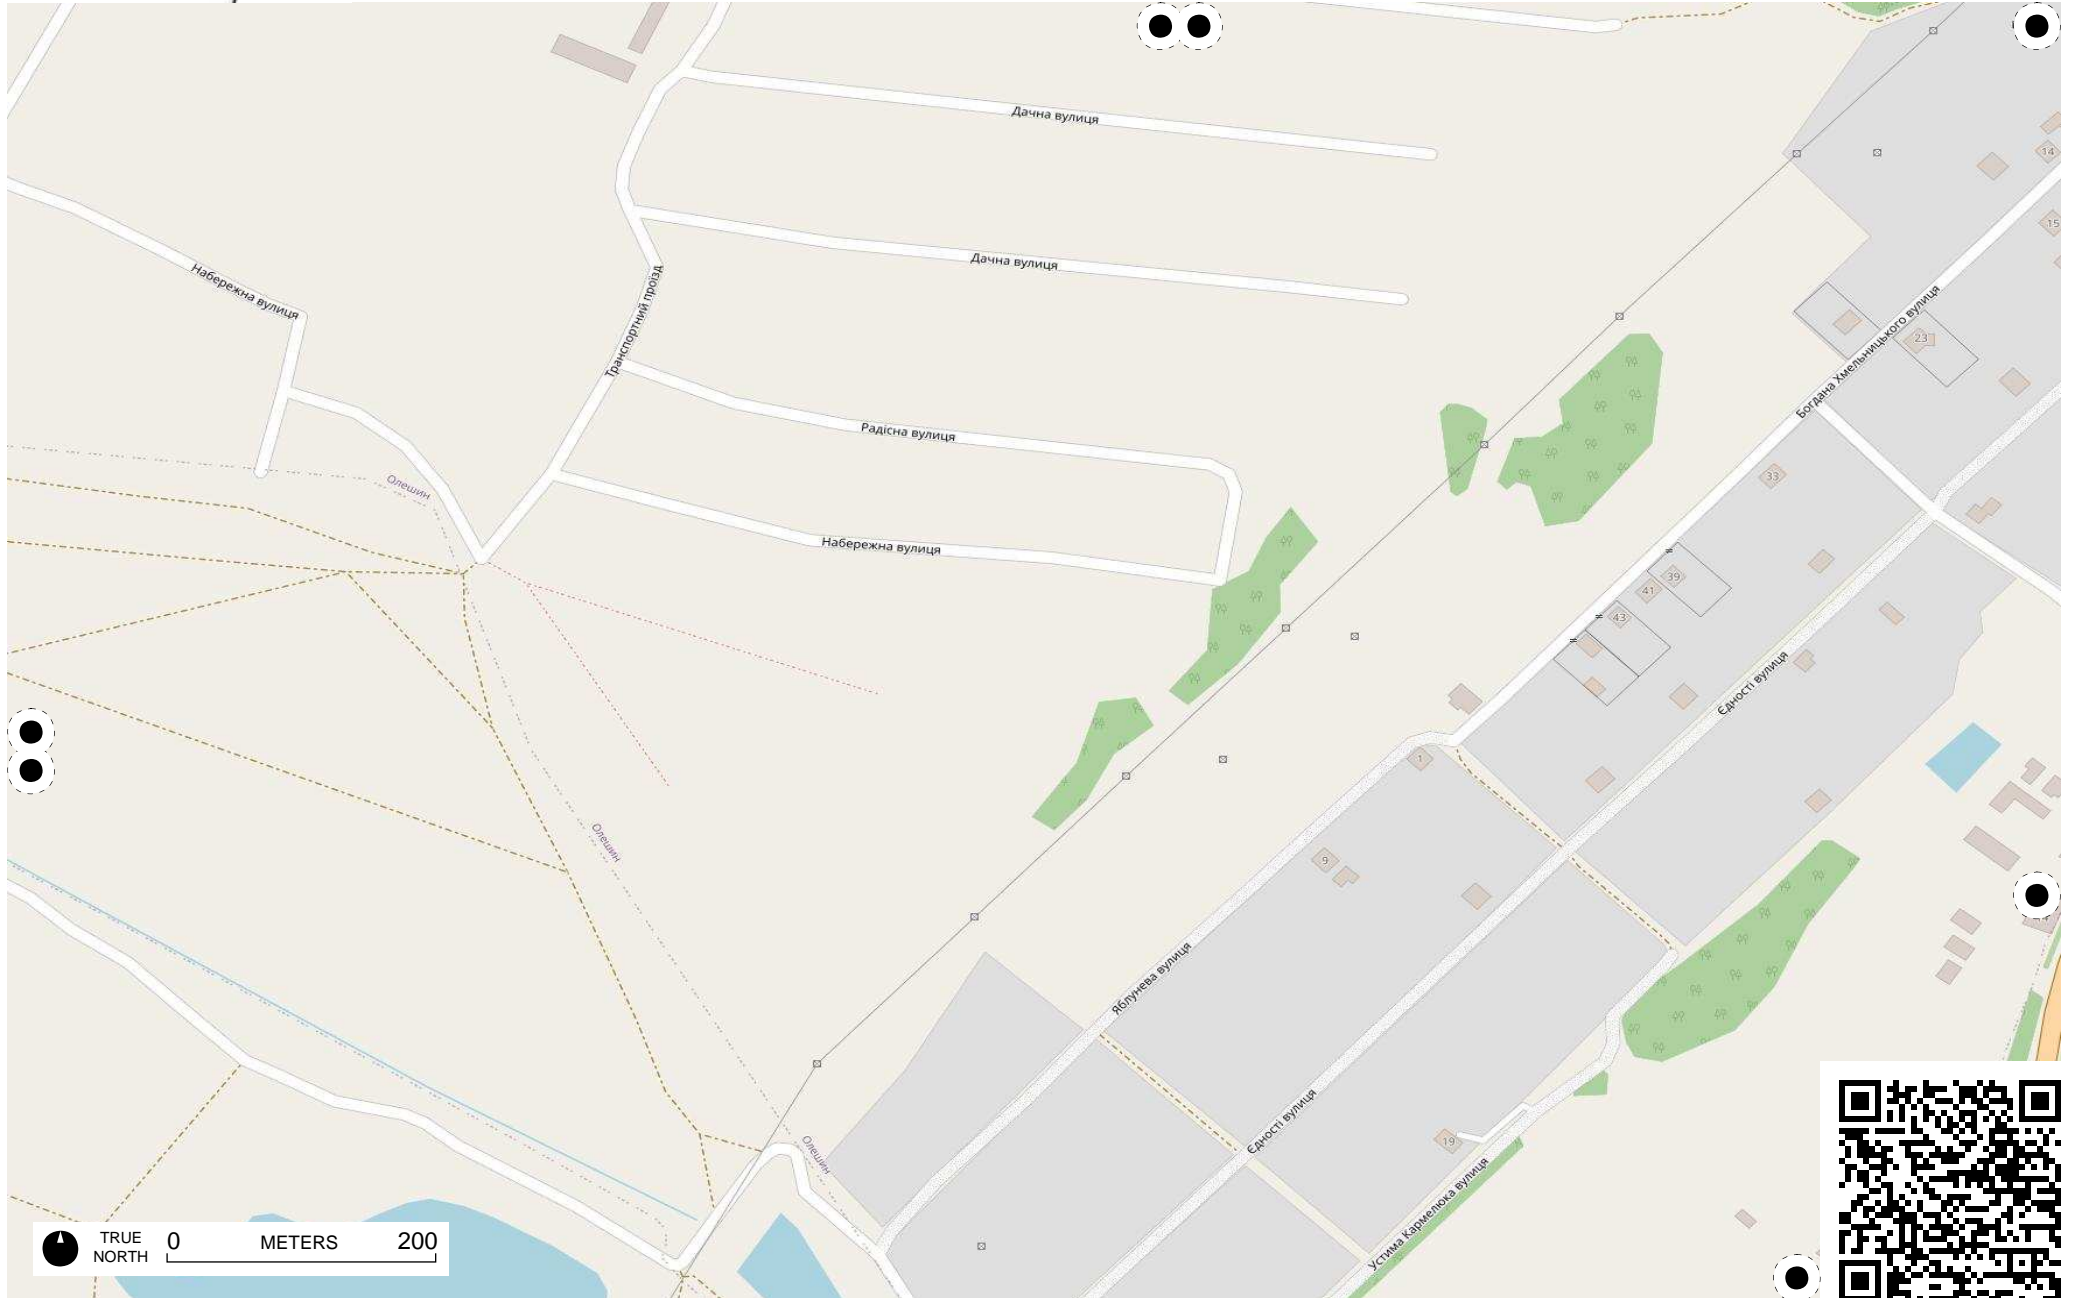 Дачна вулиця
14
15
Дачна вулиця
Набережна вулиця
Транспортний проїзд
Богдана Хмельницького вулиця
23
Радісна вулиця
33
Олешин
Набережна вулиця
39
41
43
Єдності вулиця
1
Олешин
9
Яблунева вулиця
Єдності вулиця
Олешин
19
Устима Кармелюка вулиця
TRUE NORTH
0 METERS 200